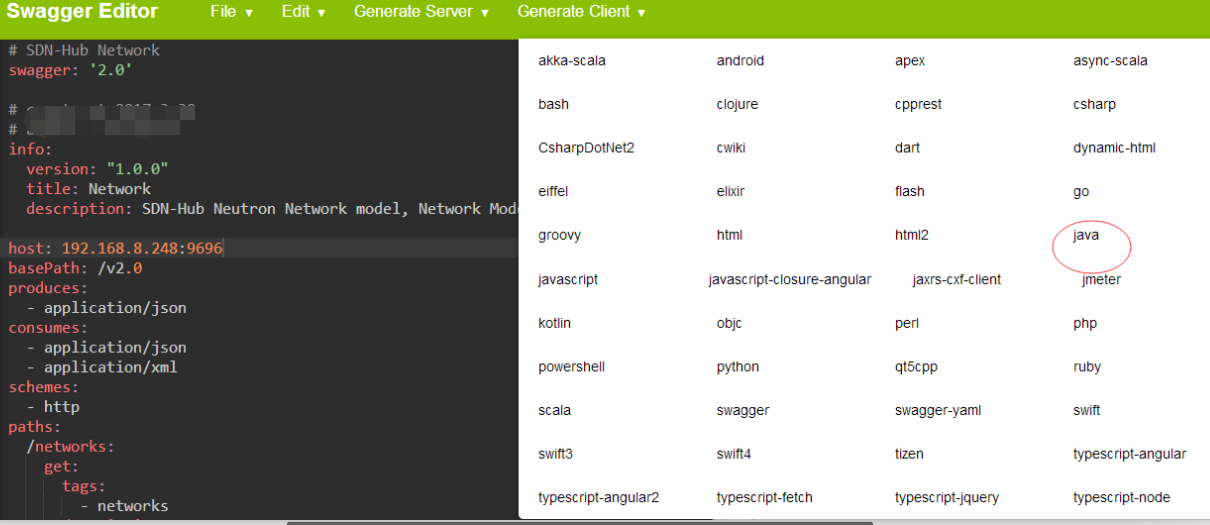 Swagger Editor File ▼ Edit ▼ Generate Server ▼ Generate Client ▼
# SDN-Hub Network
swagger: '2.0'
#
#
info:
version: "1.0.0"
title: Network
description: SDN-Hub Neutron Network model, Network
host: 192.168.8.248:9696
basePath: /v2.0
produces:
- application/json
consumes:
- application/json
- application/xml
schemes:
- http
paths:
/networks:
get:
tags:
- networks
akka-scala android apex async-scala
bash clojure cpprest csharp
CsharpDotNet2 cwiki dart dynamic-html
eiffel elixir flash go
groovy html html2 java
javascript javascript-closure-angular jaxrs-cxf-client jmeter
kotlin objc perl php
powershell python qt5cpp ruby
scala swagger swagger-yaml swift
swift3 swift4 tizen typescript-angular
typescript-angular2 typescript-fetch typescript-jquery typescript-node